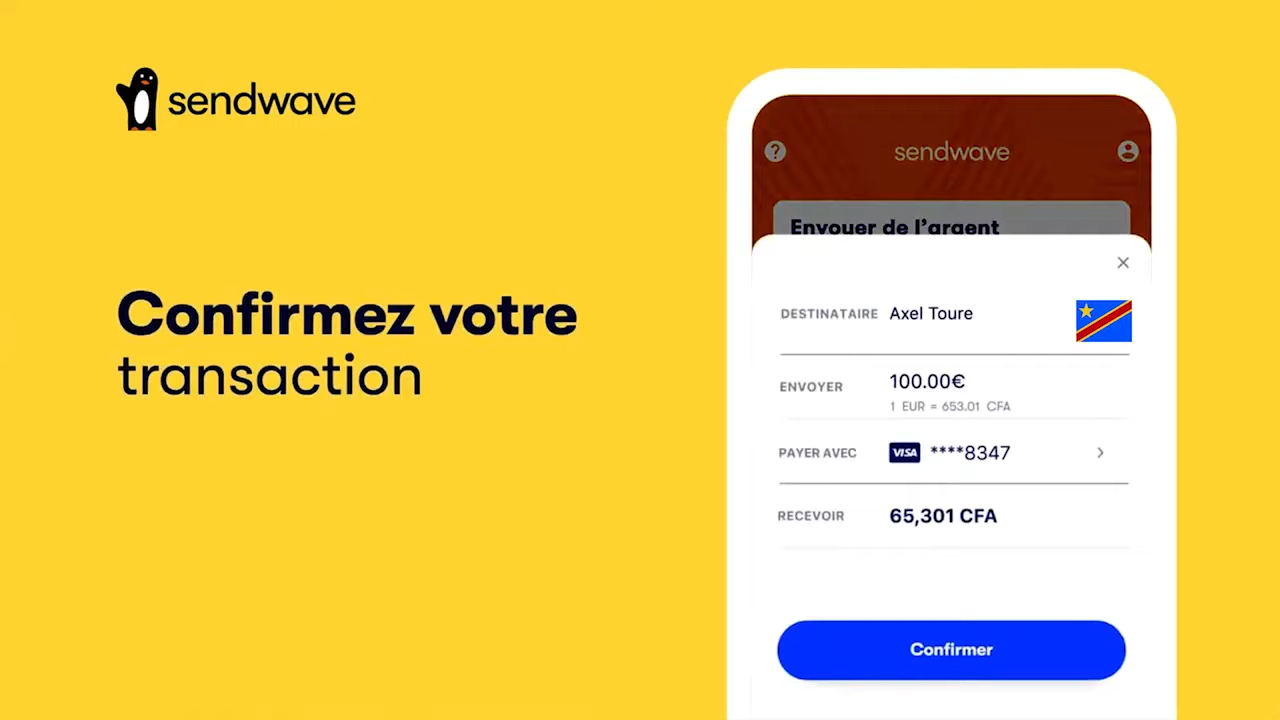 sendwave
Confirmez votre
transaction
?
sendwave
Envoyer de l'argent
DESTINATAIRE Axel Toure
ENVOYER 100.00€
1 EUR = 653.01 CFA
PAYER AVEC VISA ****8347
RECEVOIR 65,301 CFA
Confirmer